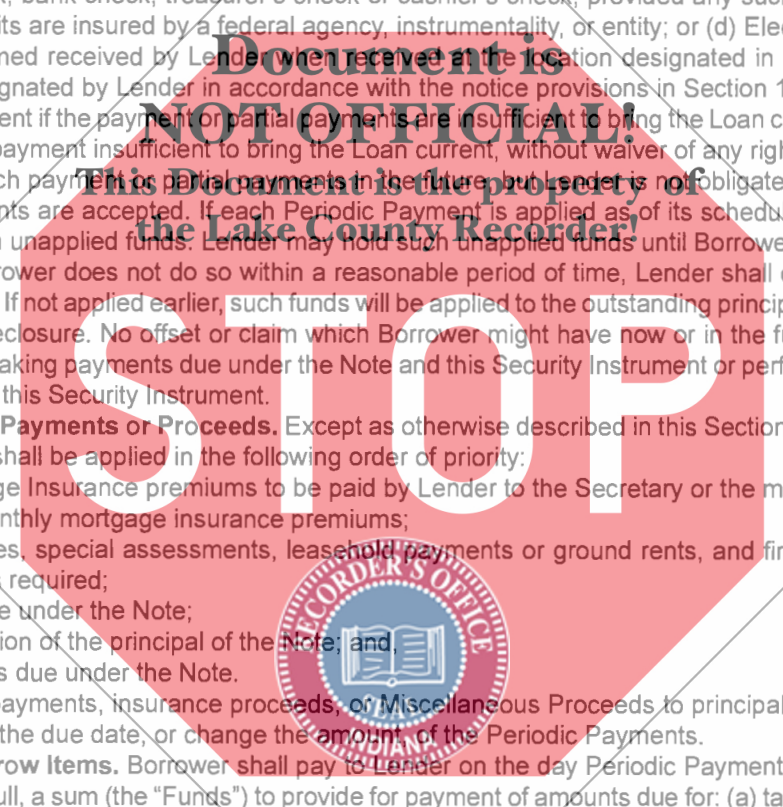 k, bank check, treasurer's check or cashier's check, provided any such
its are insured by a federal agency, instrumentality, or entity; or (d) Elec
Document is
ned received by Lender when received at the location designated in
gnated by Lender in accordance with the notice provisions in Section 1
NOT OFFICIAL!
ent if the payment or partial payments are insufficient to bring the Loan c
payment insufficient to bring the Loan current, without waiver of any righ
This Document is the property of
ch payment or partial payments in the future, but Lender is not obligate
nts are accepted. If each Periodic Payment is applied as of its schedu
the Lake County Recorder!
unapplied funds. Lender may hold such unapplied funds until Borrowe
rower does not do so within a reasonable period of time, Lender shall
If not applied earlier, such funds will be applied to the outstanding princip
eclosure. No offset or claim which Borrower might have now or in the f
aking payments due under the Note and this Security Instrument or perf
this Security Instrument.
STOP
Payments or Proceeds. Except as otherwise described in this Section
shall be applied in the following order of priority:
ge Insurance premiums to be paid by Lender to the Secretary or the m
nthly mortgage insurance premiums;
es, special assessments, leasehold payments or ground rents, and fir
s required;
e under the Note;
tion of the principal of the Note; and,
s due under the Note.
RECORDER'S OFFICE
SEAL
INDIANA
payments, insurance proceeds, or Miscellaneous Proceeds to principal
the due date, or change the amount, of the Periodic Payments.
row Items. Borrower shall pay to Lender on the day Periodic Payment
ull, a sum (the "Funds") to provide for payment of amounts due for: (a) ta